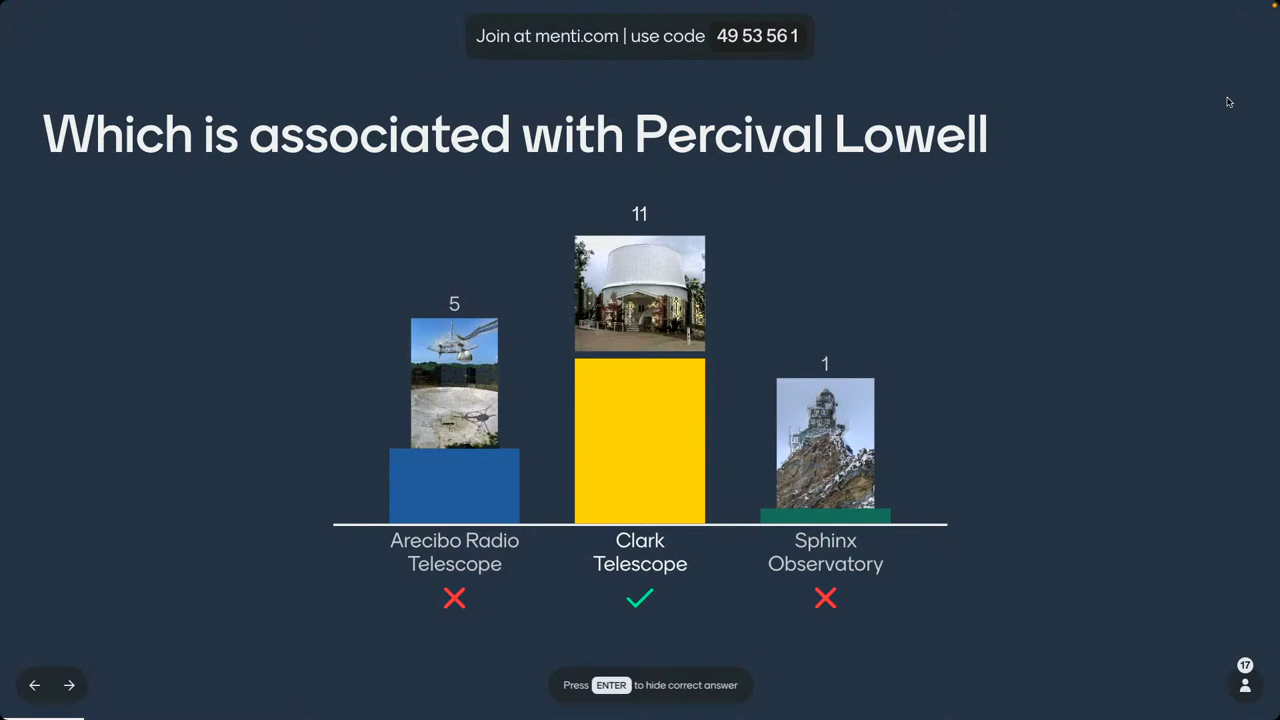 Join at menti.com | use code 49 53 56 1
Which is associated with Percival Lowell
11
5
1
Arecibo Radio
Telescope
Clark
Telescope
Sphinx
Observatory
Press ENTER to hide correct answer
17